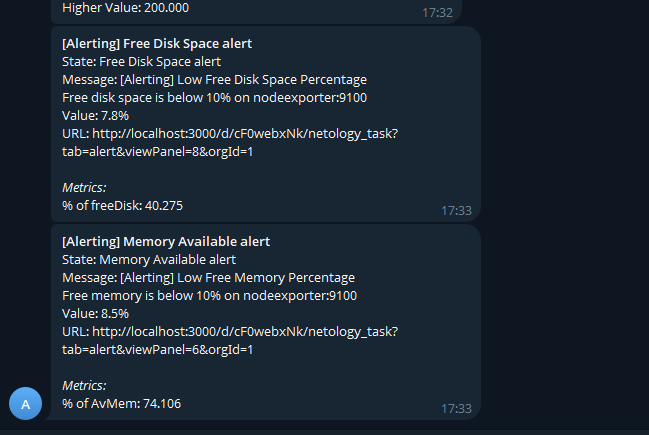 Higher Value: 200.000
17:32
[Alerting] Free Disk Space alert
State: Free Disk Space alert
Message: [Alerting] Low Free Disk Space Percentage
Free disk space is below 10% on nodeexporter:9100
Value: 7.8%
URL: http://localhost:3000/d/cF0webxNk/netology_task?
tab=alert&viewPanel=8&orgId=1
Metrics:
% of freeDisk: 40.275
17:33
[Alerting] Memory Available alert
State: Memory Available alert
Message: [Alerting] Low Free Memory Percentage
Free memory is below 10% on nodeexporter:9100
Value: 8.5%
URL: http://localhost:3000/d/cF0webxNk/netology_task?
tab=alert&viewPanel=6&orgId=1
Metrics:
% of AvMem: 74.106
17:33
A